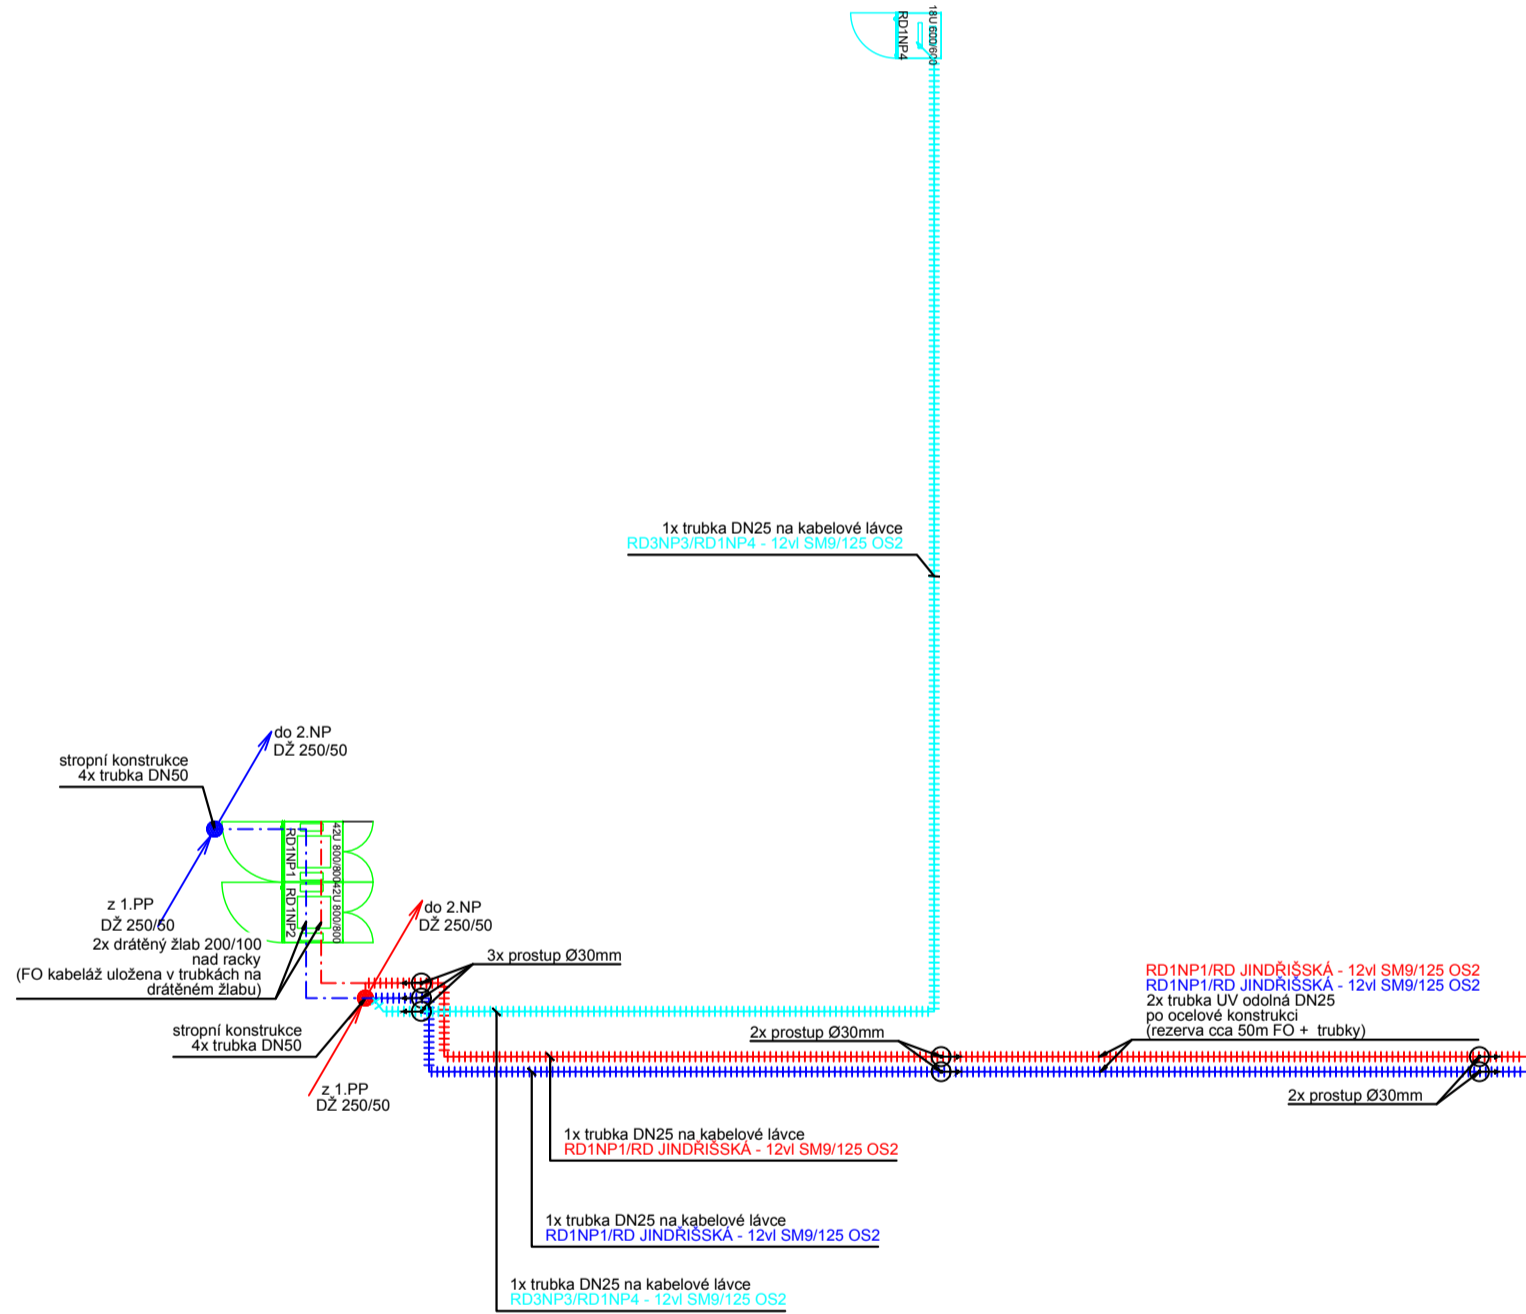 18U 600/600
RD1NP4
1x trubka DN25 na kabelové lávce
RD3NP3/RD1NP4 - 12vl SM9/125 OS2
do 2.NP
DŽ 250/50
stropní konstrukce
4x trubka DN50
42U 800/800
RD1NP1
42U 800/800
RD1NP2
z 1.PP
DŽ 250/50
2x drátěný žlab 200/100
nad racky
(FO kabeláž uložena v trubkách na
drátěném žlabu)
do 2.NP
DŽ 250/50
3x prostup Ø30mm
stropní konstrukce
4x trubka DN50
z 1.PP
DŽ 250/50
2x prostup Ø30mm
RD1NP1/RD JINDŘIŠSKÁ - 12vl SM9/125 OS2
RD1NP1/RD JINDŘIŠSKÁ - 12vl SM9/125 OS2
2x trubka UV odolná DN25
po ocelové konstrukci
(rezerva cca 50m FO + trubky)
2x prostup Ø30mm
1x trubka DN25 na kabelové lávce
RD1NP1/RD JINDŘIŠSKÁ - 12vl SM9/125 OS2
1x trubka DN25 na kabelové lávce
RD1NP1/RD JINDŘIŠSKÁ - 12vl SM9/125 OS2
1x trubka DN25 na kabelové lávce
RD3NP3/RD1NP4 - 12vl SM9/125 OS2